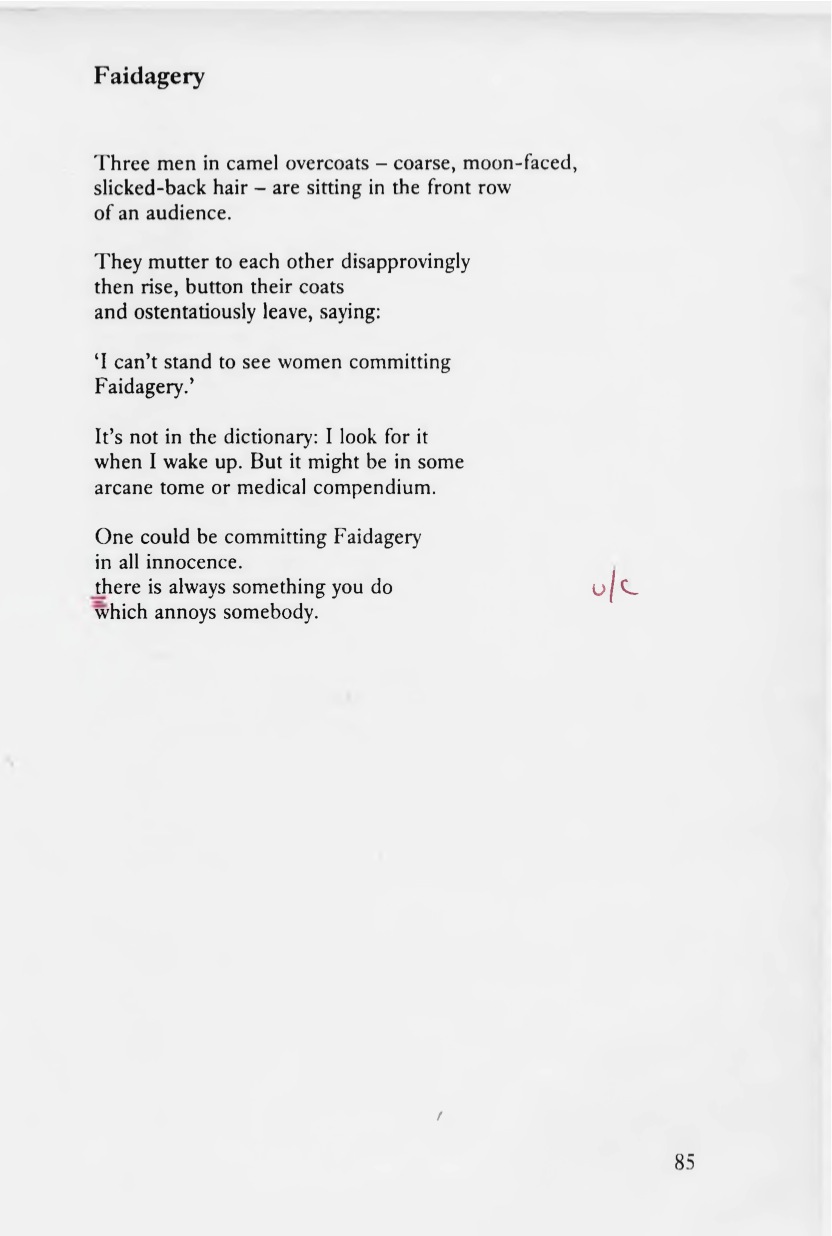 Faidagery
Three men in camel overcoats – coarse, moon-faced,
slicked-back hair – are sitting in the front row
of an audience.
They mutter to each other disapprovingly
then rise, button their coats
and ostentatiously leave, saying:
‘I can’t stand to see women committing
Faidagery.’
It’s not in the dictionary: I look for it
when I wake up. But it might be in some
arcane tome or medical compendium.
One could be committing Faidagery
in all innocence.
there is always something you do
u/c
which annoys somebody.
85